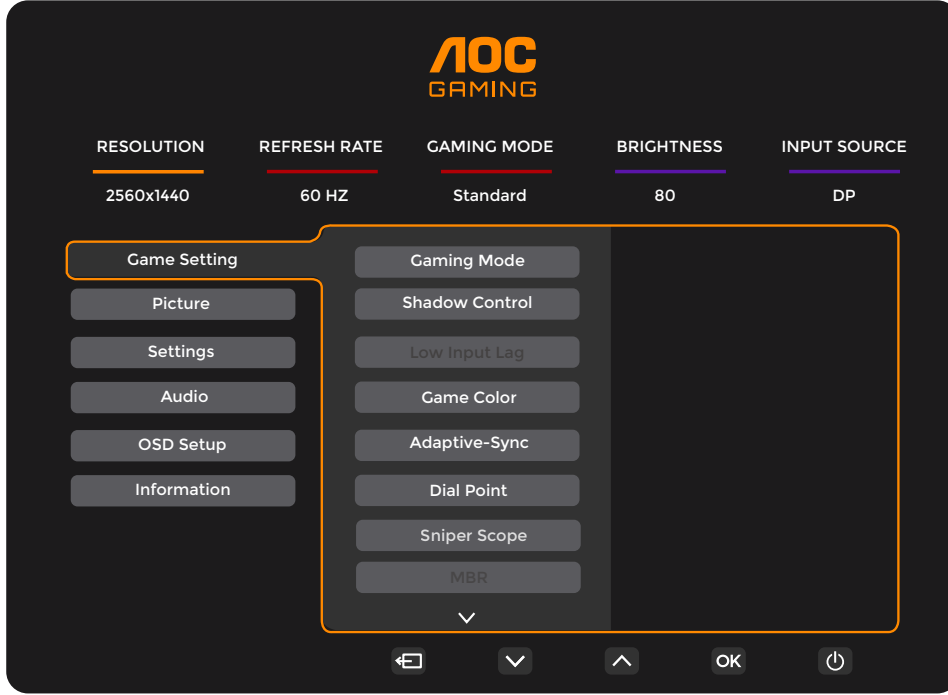 AOC
GAMING
RESOLUTION REFRESH RATE GAMING MODE BRIGHTNESS INPUT SOURCE
2560x1440 60 HZ Standard 80 DP
Game Setting
Picture
Settings
Audio
OSD Setup
Information
Gaming Mode
Shadow Control
Low Input Lag
Game Color
Adaptive-Sync
Dial Point
Sniper Scope
MBR
OK